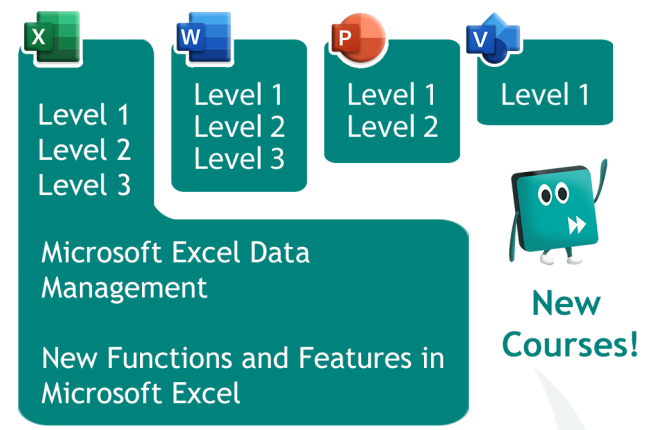 X
Level 1
Level 2
Level 3
W
Level 1
Level 2
Level 3
P
Level 1
Level 2
V
Level 1
Microsoft Excel Data
Management
New Functions and Features in
Microsoft Excel
New
Courses!